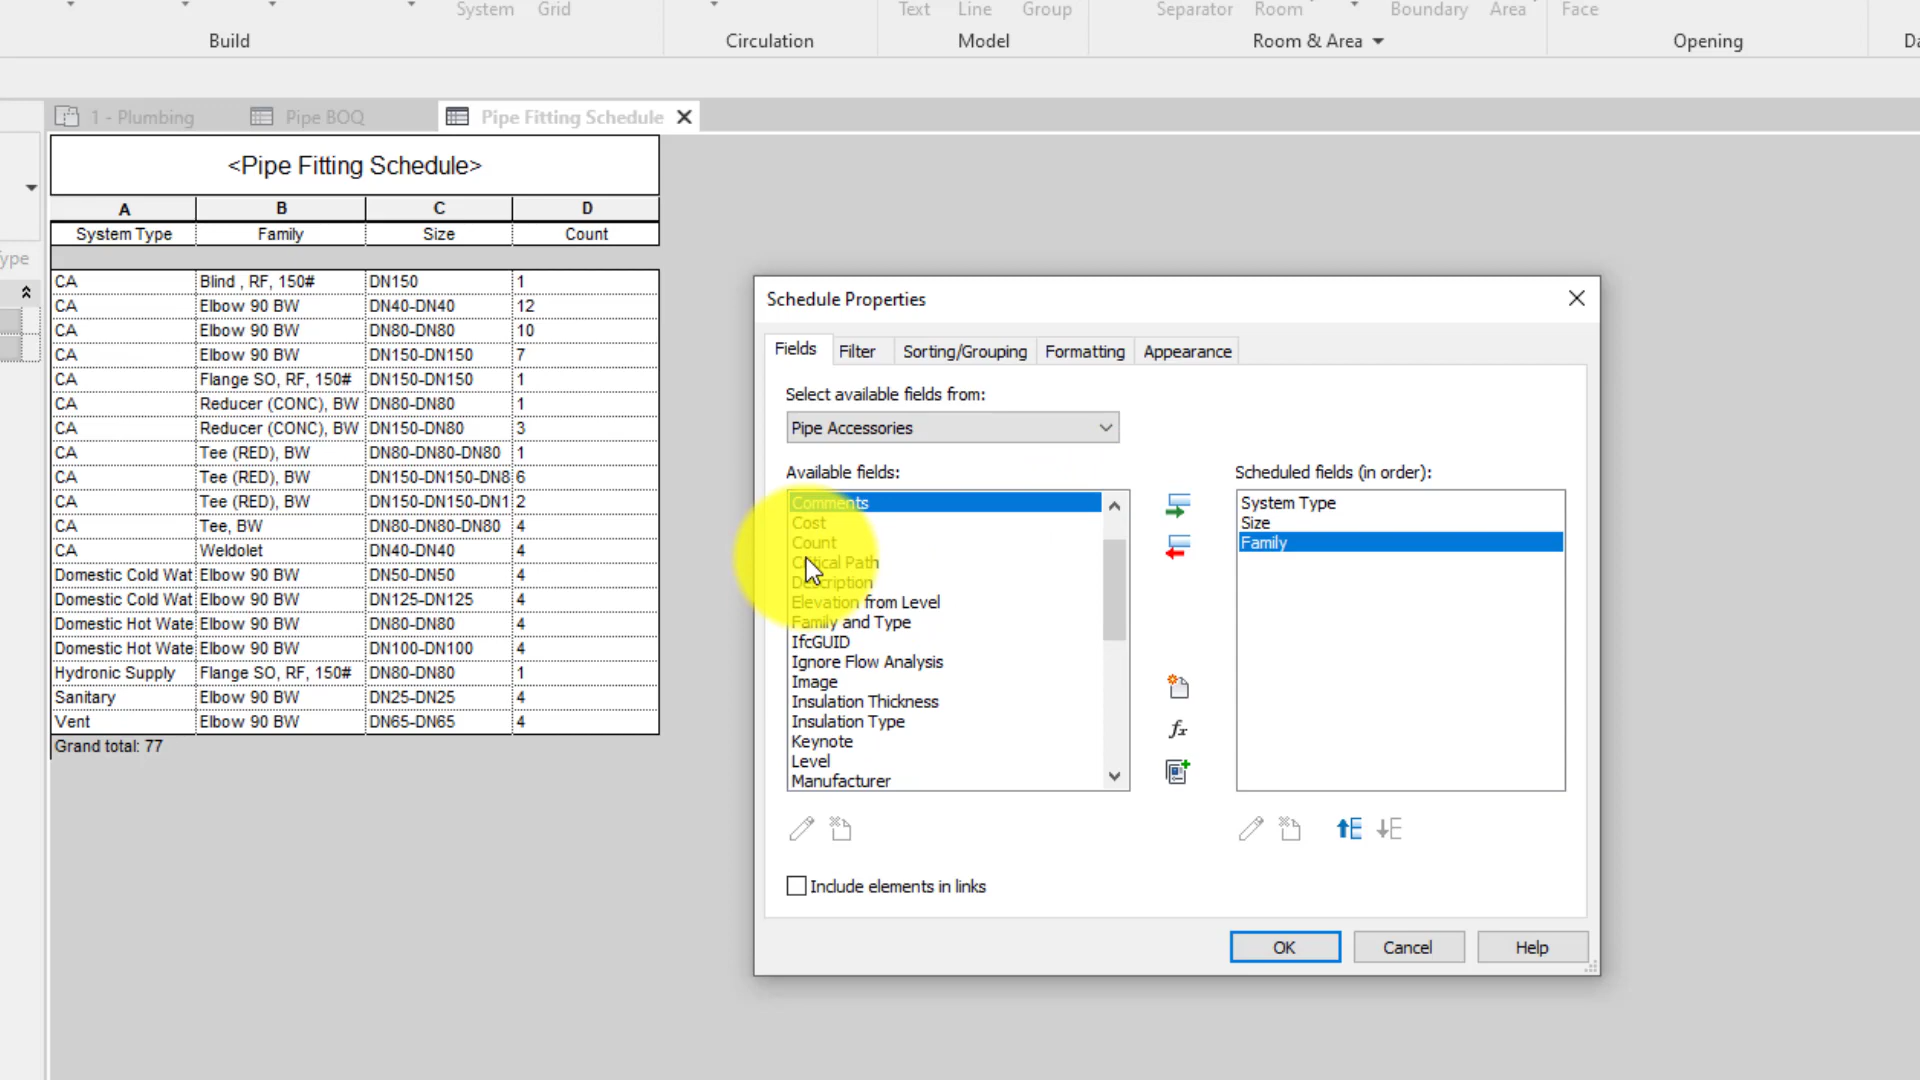 System Grid
Text Line Group
Separator Room
Boundary Area
Face
Build
Circulation
Model
Room & Area
Opening
1 - Plumbing
Pipe BOQ
Pipe Fitting Schedule
<Pipe Fitting Schedule>
A B C D
System Type Family Size Count
CA Blind , RF, 150# DN150 1
CA Elbow 90 BW DN40-DN40 12
CA Elbow 90 BW DN80-DN80 10
CA Elbow 90 BW DN150-DN150 7
CA Flange SO, RF, 150# DN150-DN150 1
CA Reducer (CONC), BW DN80-DN80 1
CA Reducer (CONC), BW DN150-DN80 3
CA Tee (RED), BW DN80-DN80-DN80 1
CA Tee (RED), BW DN150-DN150-DN8 6
CA Tee (RED), BW DN150-DN150-DN1 2
CA Tee, BW DN80-DN80-DN80 4
CA Weldolet DN40-DN40 4
Domestic Cold Wat Elbow 90 BW DN50-DN50 4
Domestic Cold Wat Elbow 90 BW DN125-DN125 4
Domestic Hot Wate Elbow 90 BW DN80-DN80 4
Domestic Hot Wate Elbow 90 BW DN100-DN100 4
Hydronic Supply Flange SO, RF, 150# DN80-DN80 1
Sanitary Elbow 90 BW DN25-DN25 4
Vent Elbow 90 BW DN65-DN65 4
Grand total: 77
Schedule Properties
Fields Filter Sorting/Grouping Formatting Appearance
Select available fields from:
Pipe Accessories
Available fields:
Comments
Cost
Count
Critical Path
Description
Elevation from Level
Family and Type
IfcGUID
Ignore Flow Analysis
Image
Insulation Thickness
Insulation Type
Keynote
Level
Manufacturer
fx
Scheduled fields (in order):
System Type
Size
Family
Include elements in links
OK Cancel Help